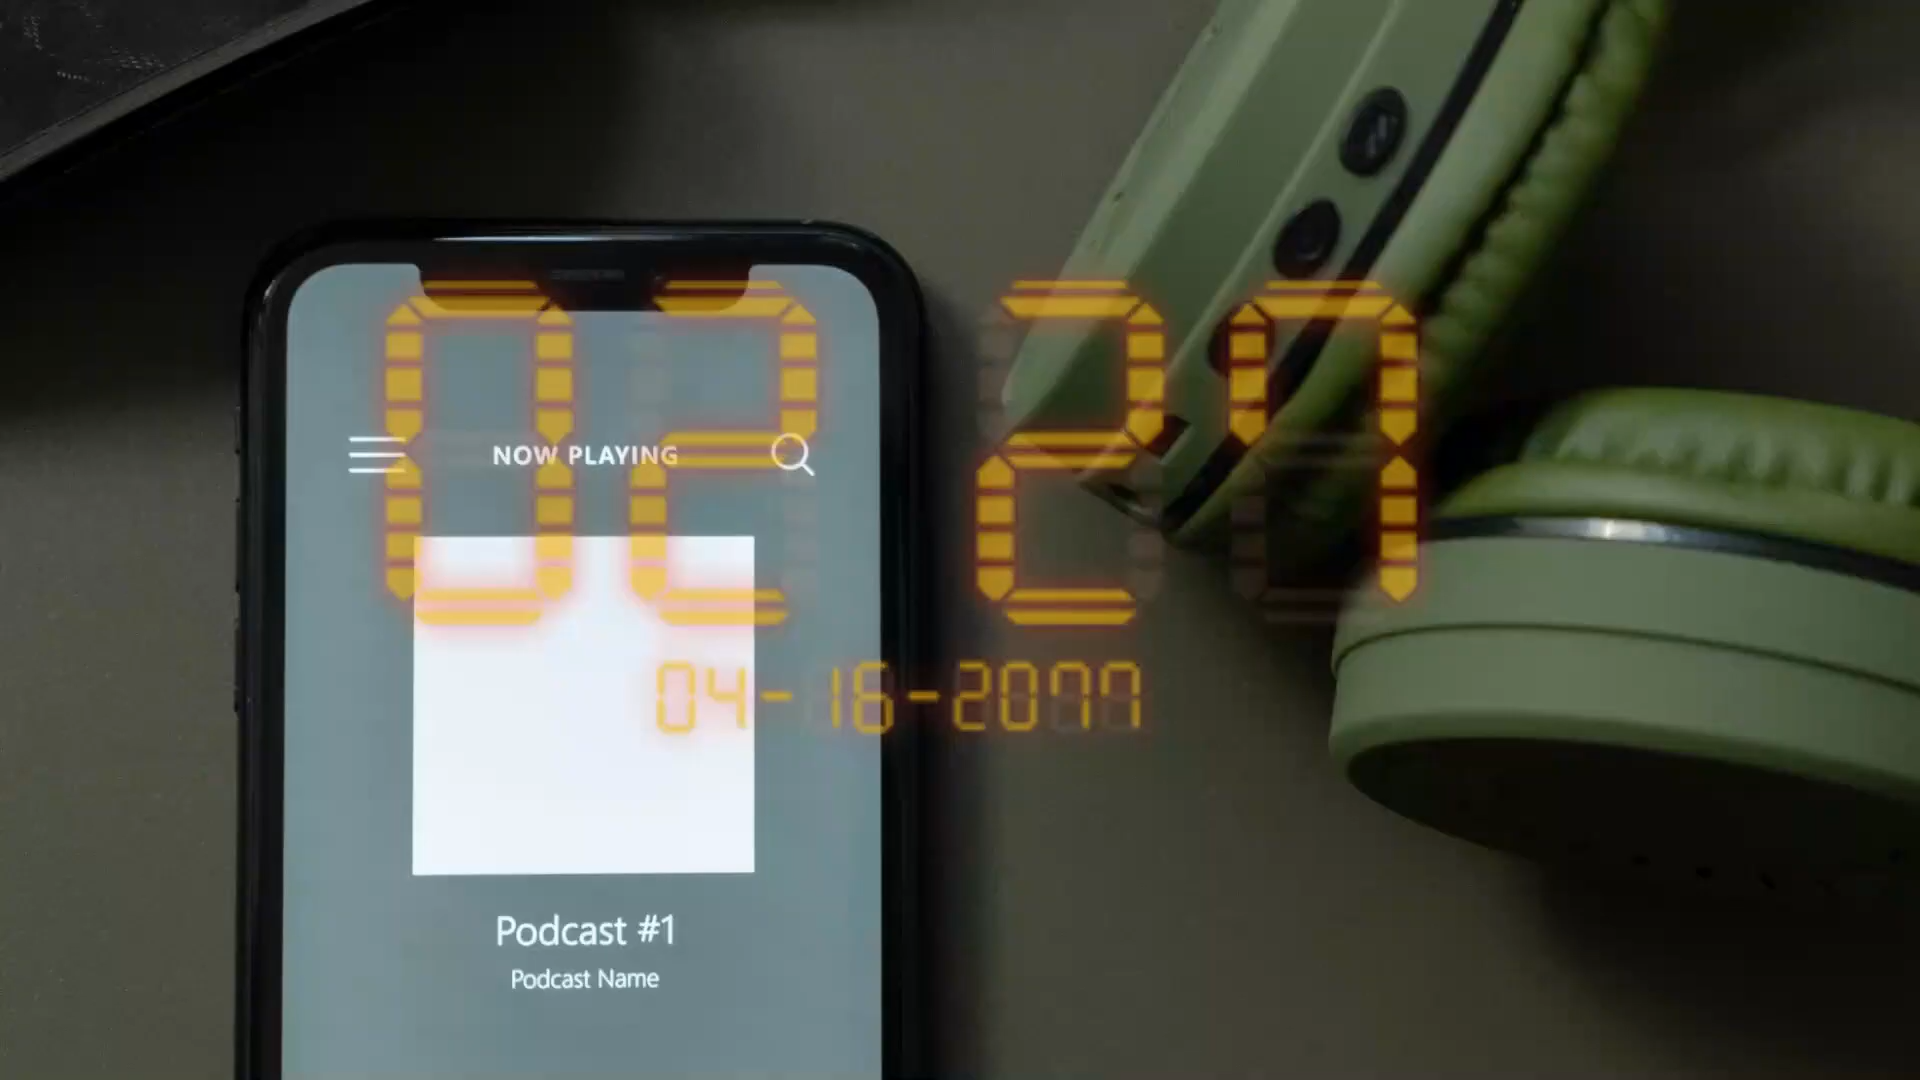 02 27
NOW PLAYING
04-16-2077
Podcast #1
Podcast Name